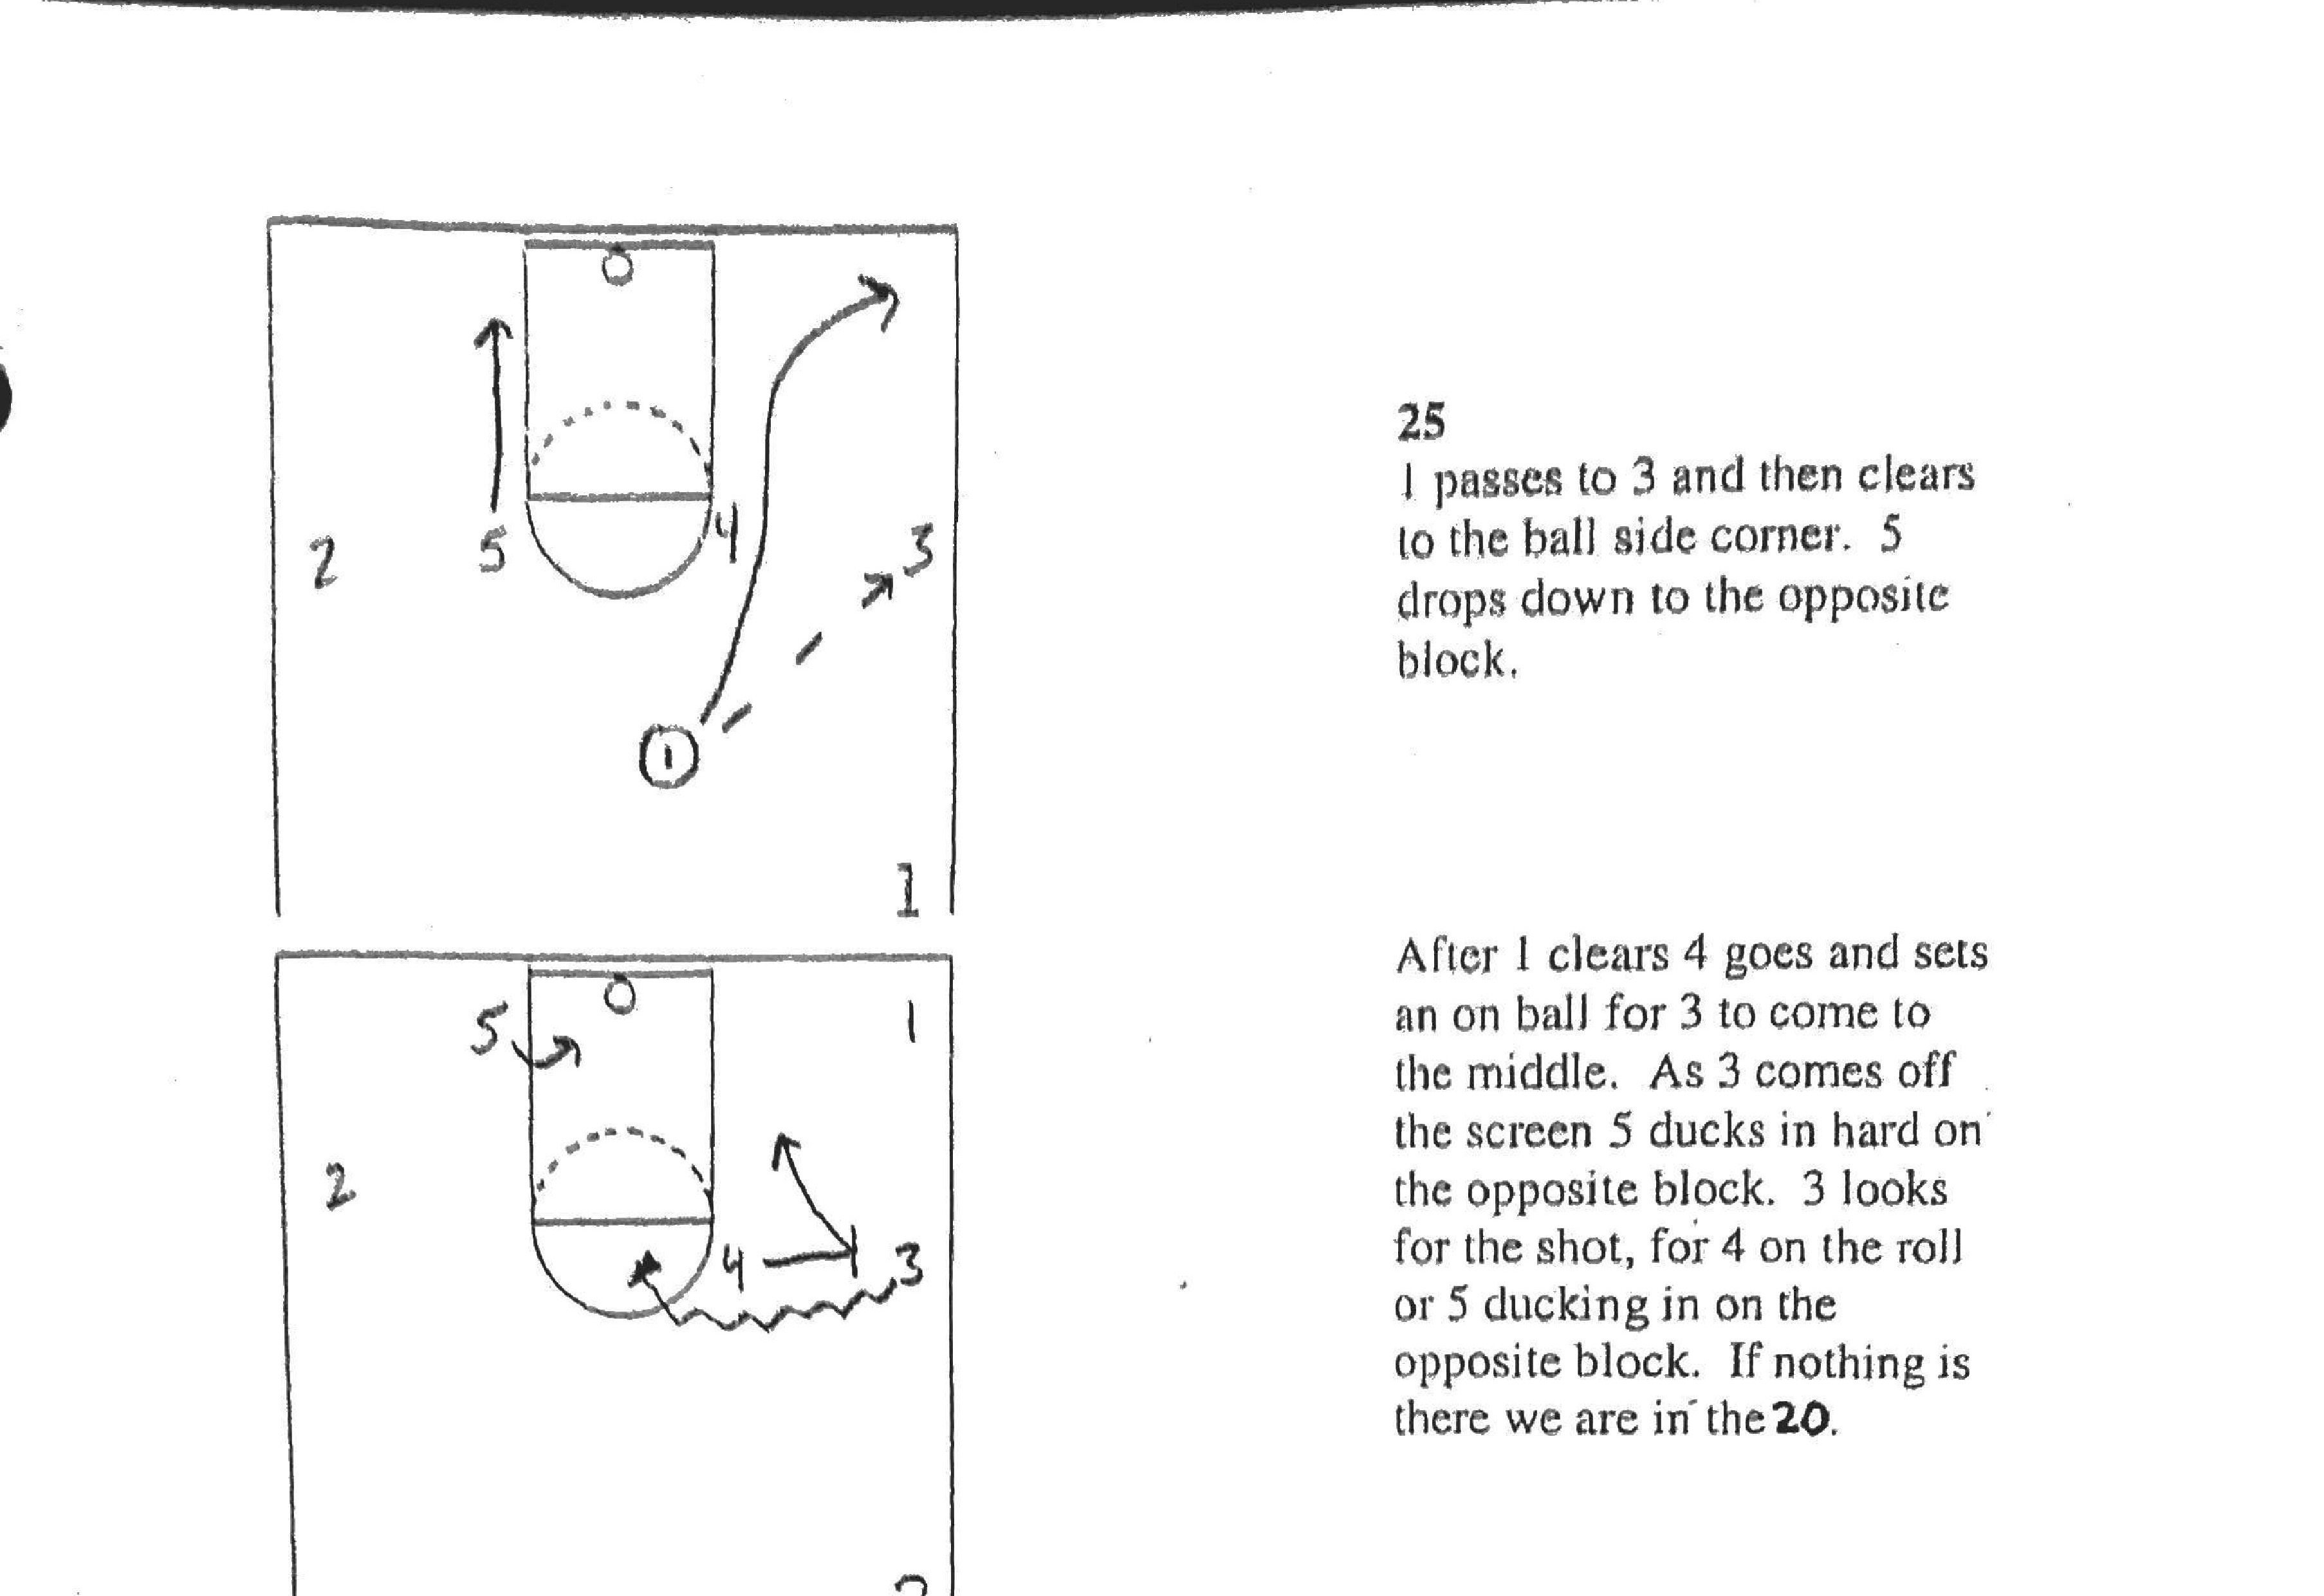 25
1 passes to 3 and then clears
to the ball side corner. 5
drops down to the opposite
block.
2
5
4
3
1
1
After 1 clears 4 goes and sets
an on ball for 3 to come to
the middle. As 3 comes off
the screen 5 ducks in hard on
the opposite block. 3 looks
for the shot, for 4 on the roll
or 5 ducking in on the
opposite block. If nothing is
there we are in the 20.
5
1
2
4
3